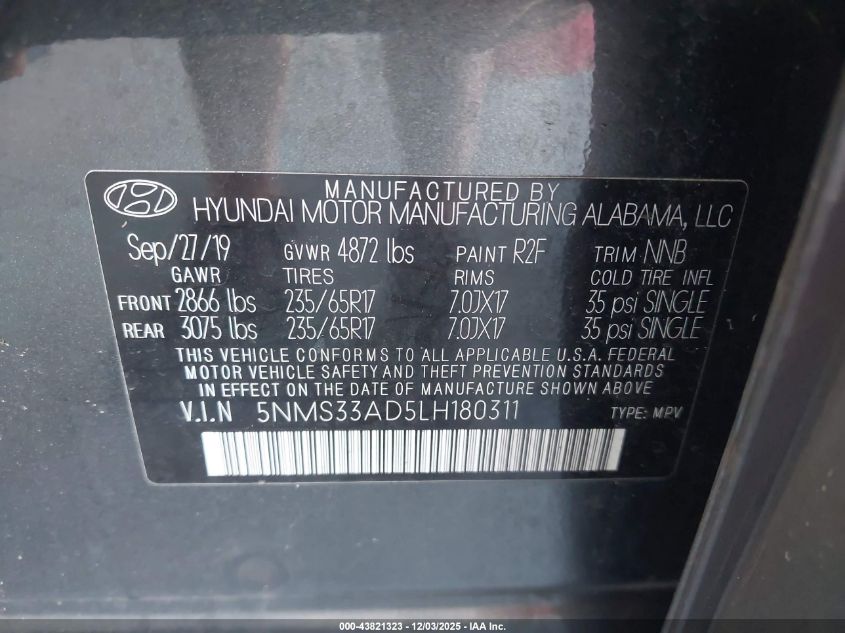 MANUFACTURED BY
HYUNDAI MOTOR MANUFACTURING ALABAMA, LLC
Sep/27/19 GVWR 4872 lbs PAINT R2F TRIM NNB
GAWR TIRES RIMS COLD TIRE INFL
FRONT 2866 lbs 235/65R17 7.0JX17 35 psi SINGLE
REAR 3075 lbs 235/65R17 7.0JX17 35 psi SINGLE
THIS VEHICLE CONFORMS TO ALL APPLICABLE U.S.A. FEDERAL
MOTOR VEHICLE SAFETY AND THEFT PREVENTION STANDARDS
IN EFFECT ON THE DATE OF MANUFACTURE SHOWN ABOVE
V.I.N 5NMS33AD5LH180311 TYPE: MPV
000-43821323 - 12/03/2025 - IAA Inc.